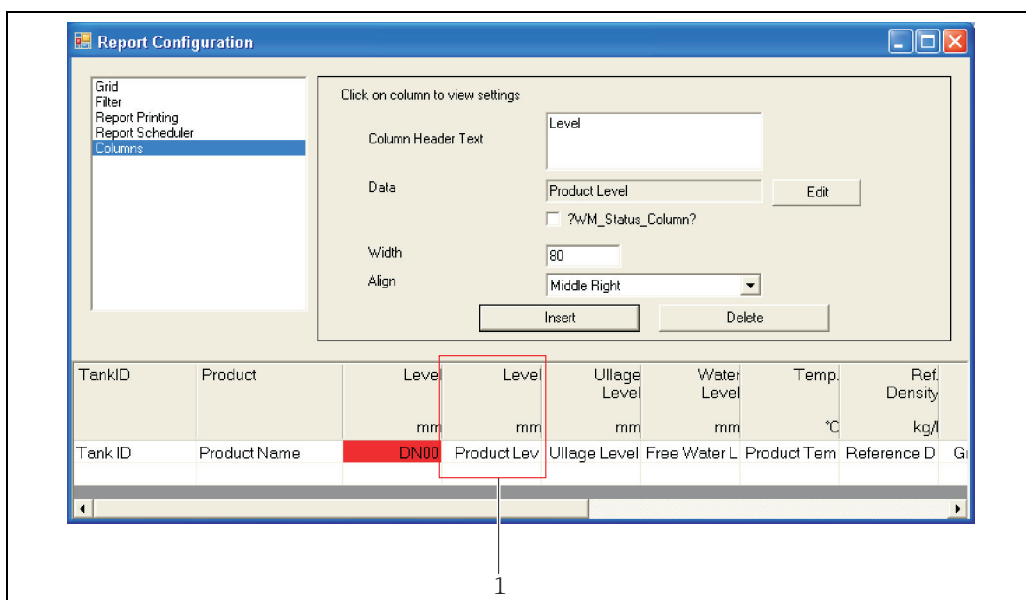 Report Configuration
Grid
Filter
Report Printing
Report Scheduler
Columns
Click on column to view settings
Column Header Text
Level
Data
Product Level
Edit
?WM_Status_Column?
Width
80
Align
Middle Right
Insert
Delete
TankID Product Level Level Ullage Water Temp. Ref.
Level Level Density
mm mm mm mm °C kg/l
Tank ID Product Name DN00 Product Lev Ullage Level Free Water L Product Tem Reference D
1